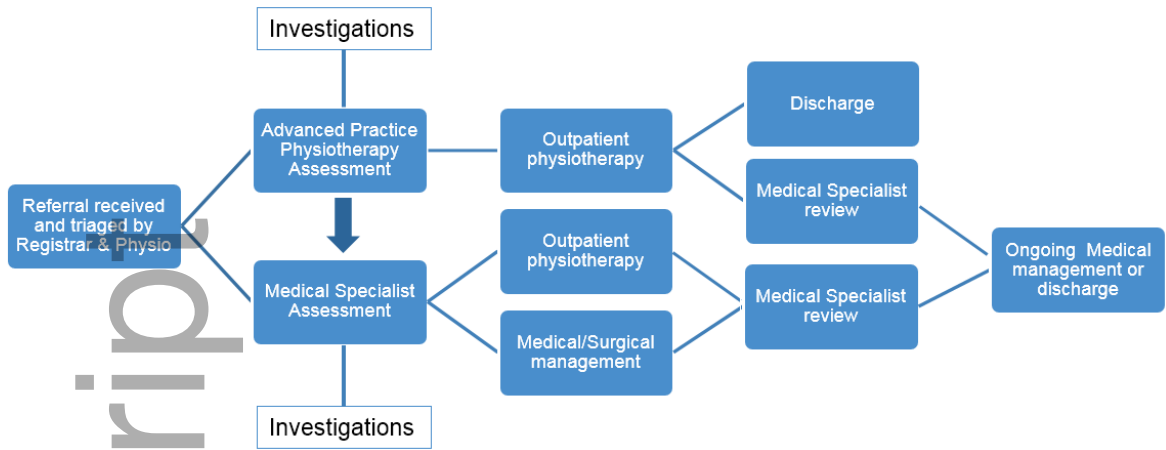 Investigations
Advanced Practice
Physiotherapy
Assessment
Outpatient
physiotherapy
Discharge
Medical Specialist
review
Referral received
and triaged by
Registrar & Physio
Medical Specialist
Assessment
Outpatient
physiotherapy
Medical/Surgical
management
Medical Specialist
review
Ongoing Medical
management or
discharge
Investigations
ript